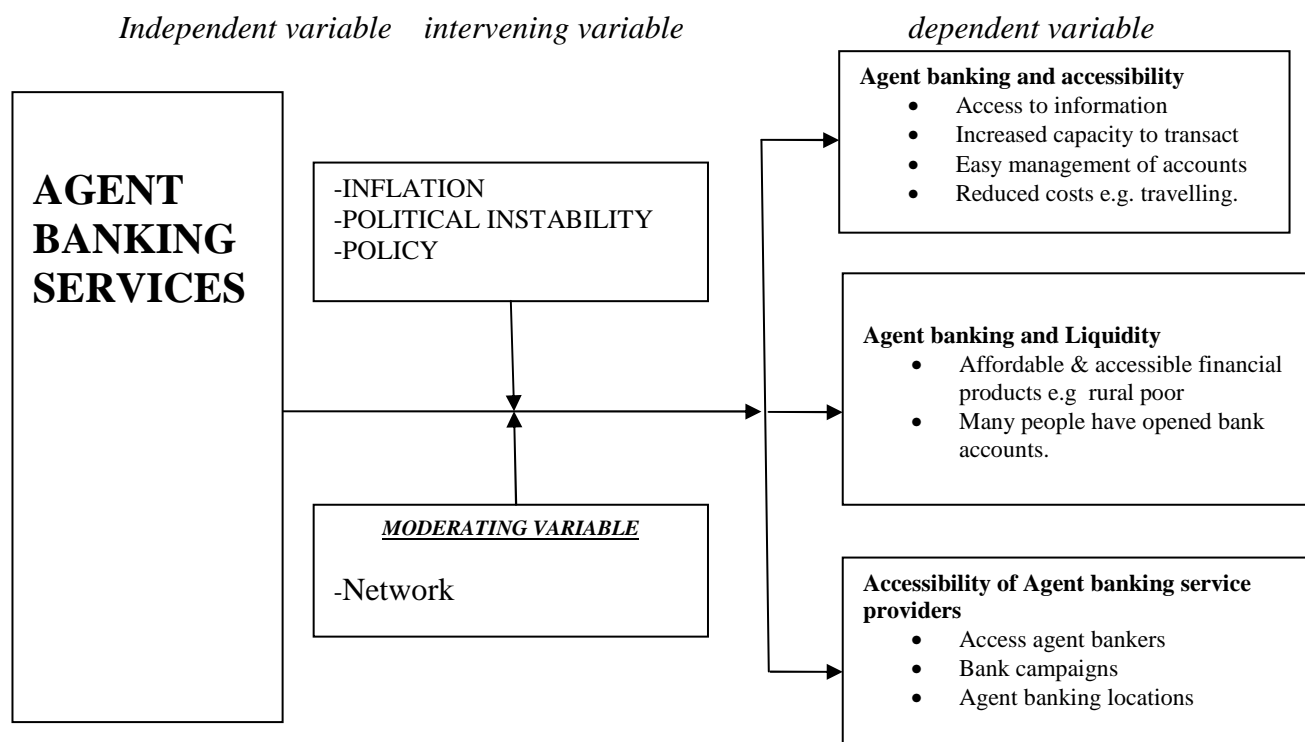 Independent variable intervening variable dependent variable
AGENT
BANKING
SERVICES
-INFLATION
-POLITICAL INSTABILITY
-POLICY
MODERATING VARIABLE
-Network
Agent banking and accessibility
• Access to information
• Increased capacity to transact
• Easy management of accounts
• Reduced costs e.g. travelling.
Agent banking and Liquidity
• Affordable & accessible financial
products e.g rural poor
• Many people have opened bank
accounts.
Accessibility of Agent banking service
providers
• Access agent bankers
• Bank campaigns
• Agent banking locations